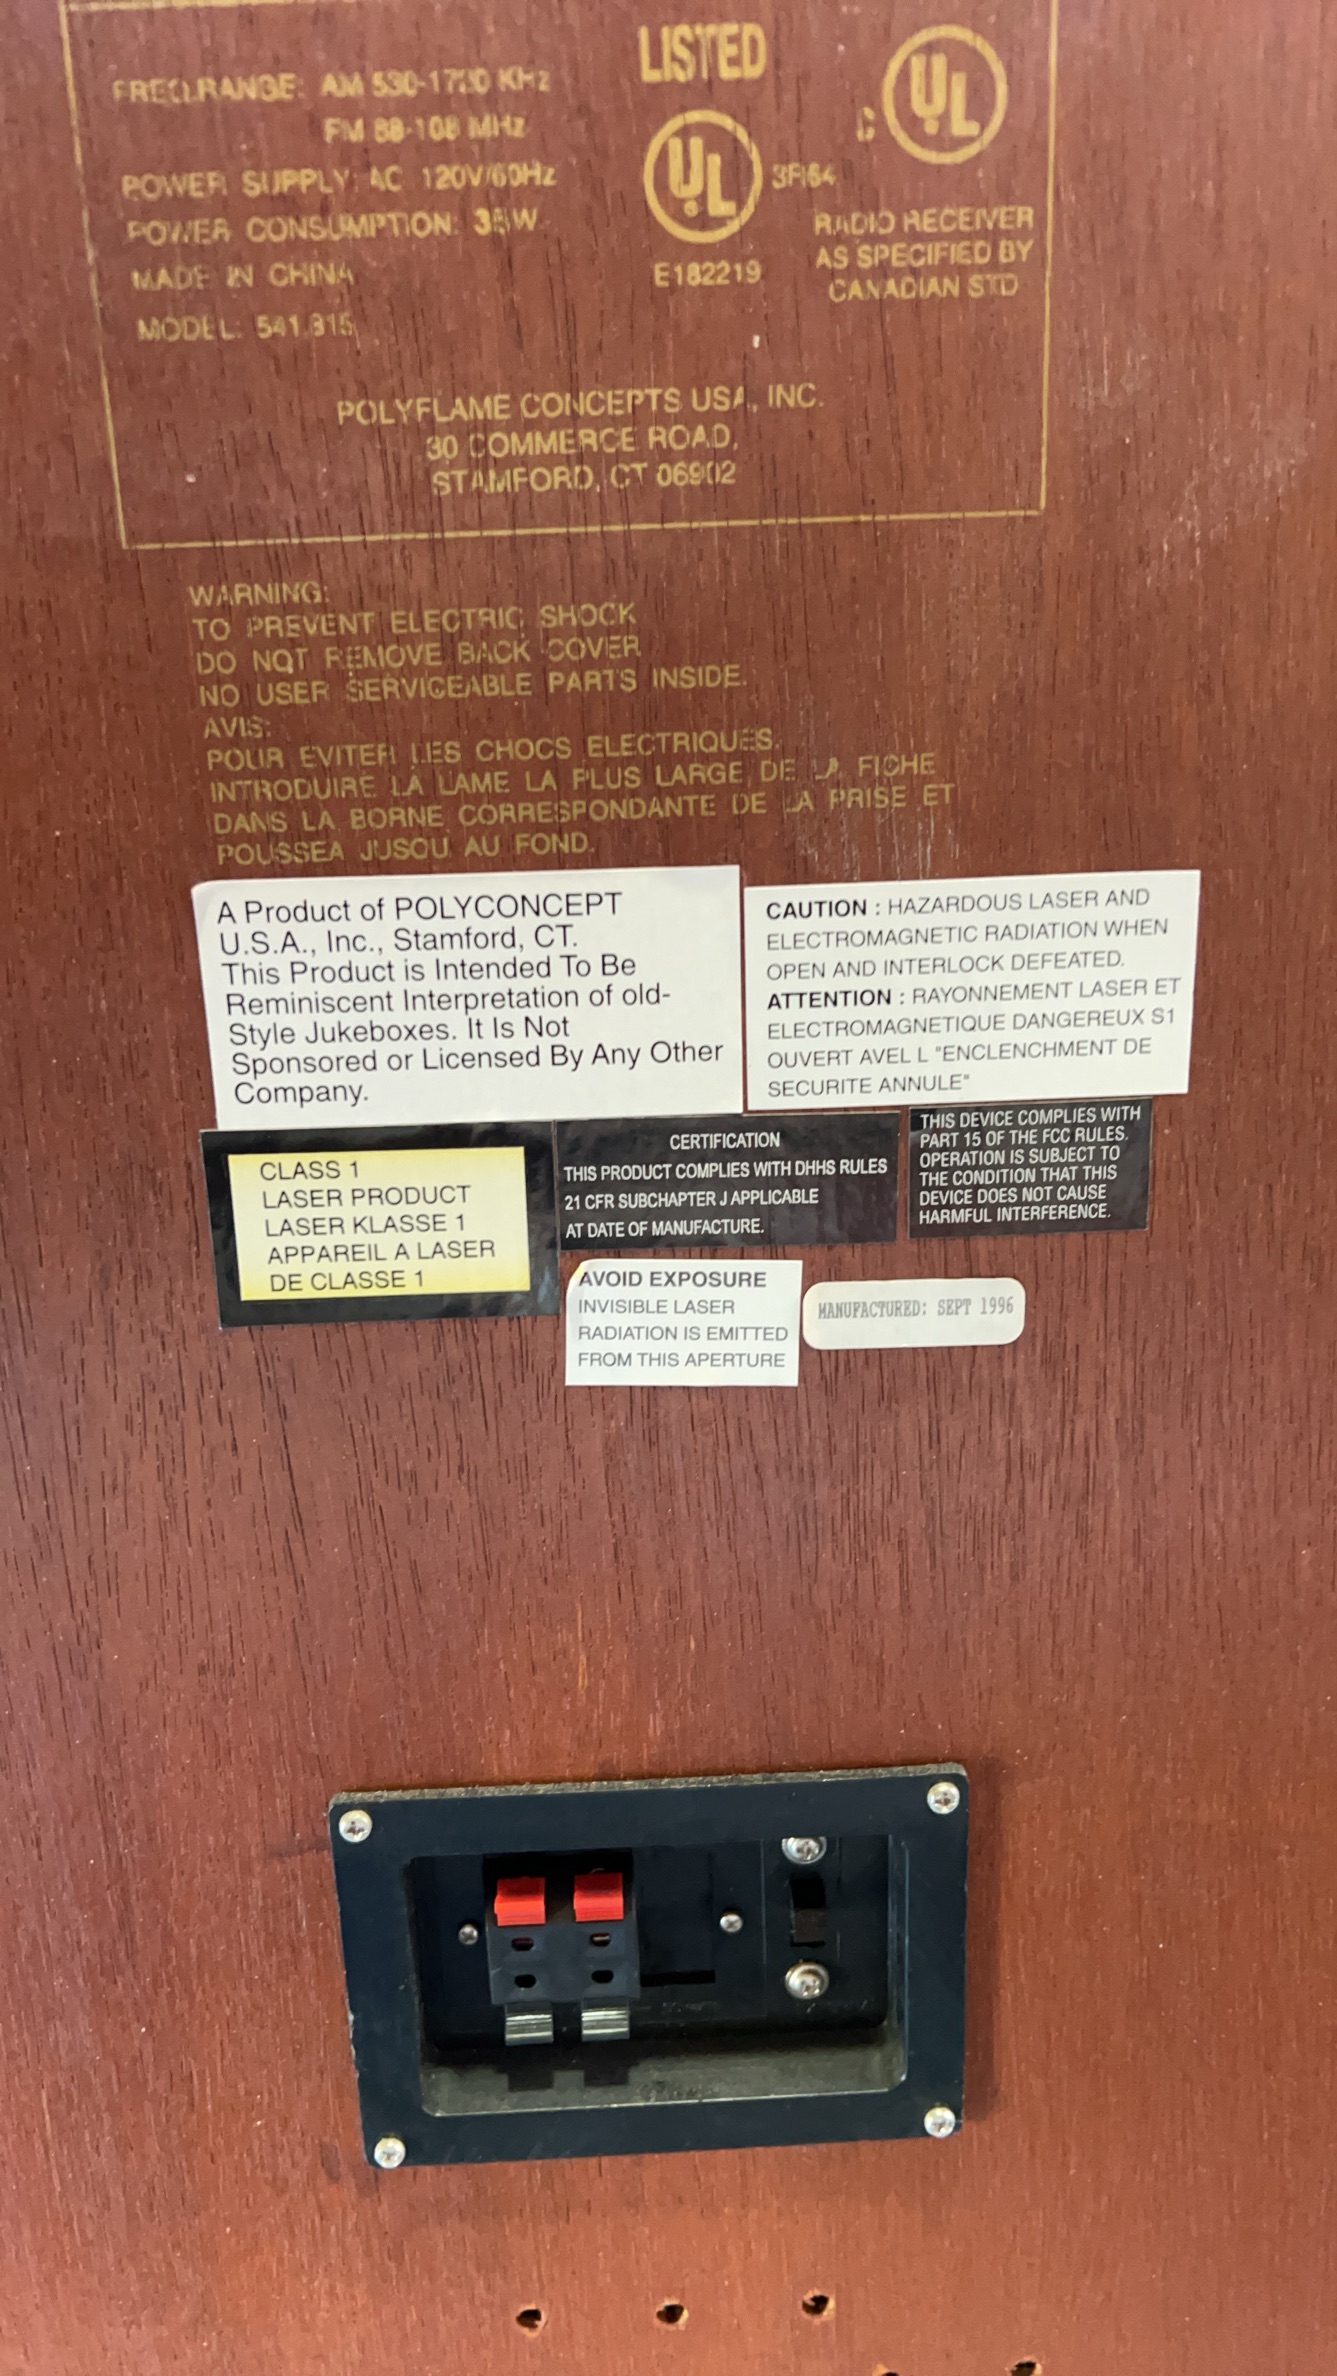 FREQ.RANGE: AM 530-1720 KHz
FM 88-108 MHz
POWER SUPPLY: AC 120V/60Hz
POWER CONSUMPTION: 35W
MADE IN CHINA
MODEL: 541.815
LISTED
UL
E182219
C UL
RADIO RECEIVER
AS SPECIFIED BY
CANADIAN STD
POLYFLAME CONCEPTS USA, INC.
30 COMMERCE ROAD,
STAMFORD, CT 06902
WARNING:
TO PREVENT ELECTRIC SHOCK
DO NOT REMOVE BACK COVER
NO USER SERVICEABLE PARTS INSIDE.
AVIS:
POUR EVITER LES CHOCS ELECTRIQUES.
INTRODUIRE LA LAME LA PLUS LARGE DE LA FICHE
DANS LA BORNE CORRESPONDANTE DE LA PRISE ET
POUSSEA JUSQU AU FOND.
A Product of POLYCONCEPT
U.S.A., Inc., Stamford, CT.
This Product is Intended To Be
Reminiscent Interpretation of old-
Style Jukeboxes. It Is Not
Sponsored or Licensed By Any Other
Company.
CAUTION : HAZARDOUS LASER AND
ELECTROMAGNETIC RADIATION WHEN
OPEN AND INTERLOCK DEFEATED.
ATTENTION : RAYONNEMENT LASER ET
ELECTROMAGNETIQUE DANGEREUX S1
OUVERT AVEL L "ENCLENCHMENT DE
SECURITE ANNULE"
CLASS 1
LASER PRODUCT
LASER KLASSE 1
APPAREIL A LASER
DE CLASSE 1
CERTIFICATION
THIS PRODUCT COMPLIES WITH DHHS RULES
21 CFR SUBCHAPTER J APPLICABLE
AT DATE OF MANUFACTURE.
THIS DEVICE COMPLIES WITH
PART 15 OF THE FCC RULES.
OPERATION IS SUBJECT TO
THE CONDITION THAT THIS
DEVICE DOES NOT CAUSE
HARMFUL INTERFERENCE.
AVOID EXPOSURE
INVISIBLE LASER
RADIATION IS EMITTED
FROM THIS APERTURE
MANUFACTURED: SEPT 1996